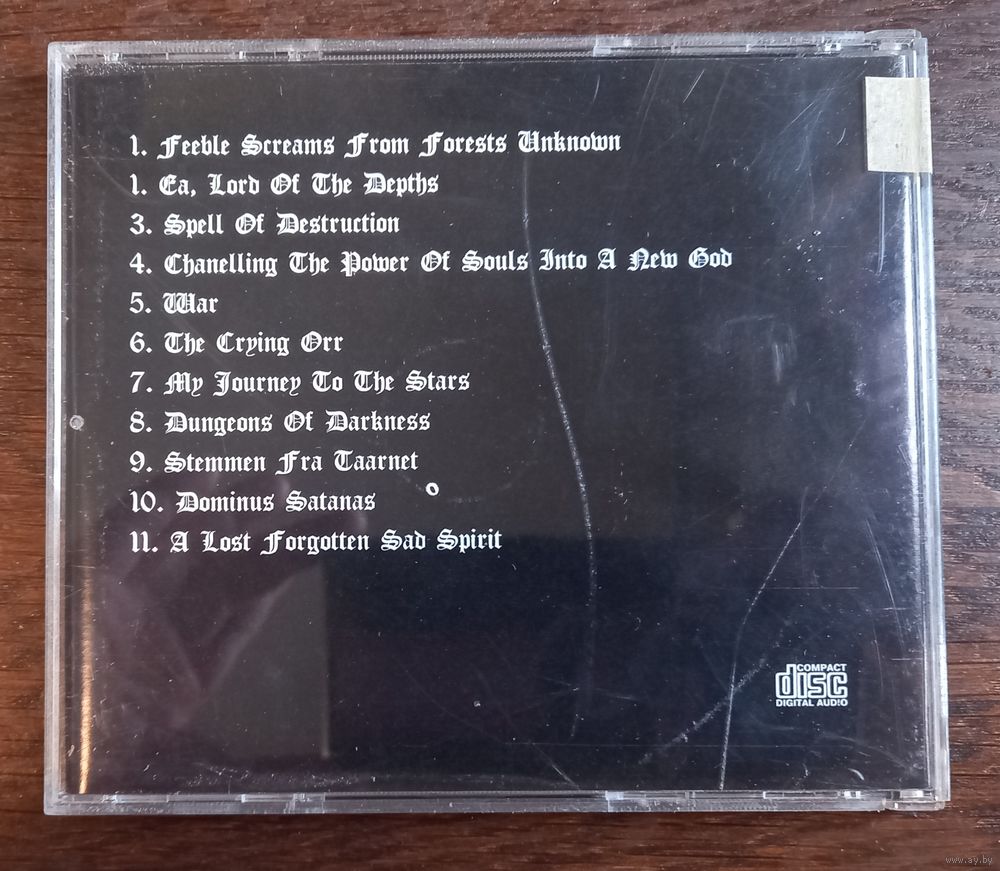 1. Feeble Screams From Forests Unknown
1. Ea, Lord Of The Depths
3. Spell Of Destruction
4. Chanelling The Power Of Souls Into A New God
5. War
6. The Crying Orr
7. My Journey To The Stars
8. Dungeons Of Darkness
9. Stemmen Fra Taarnet
10. Dominus Satanas
11. A Lost Forgotten Sad Spirit
COMPACT
disc
DIGITAL AUDIO
www.ay.by